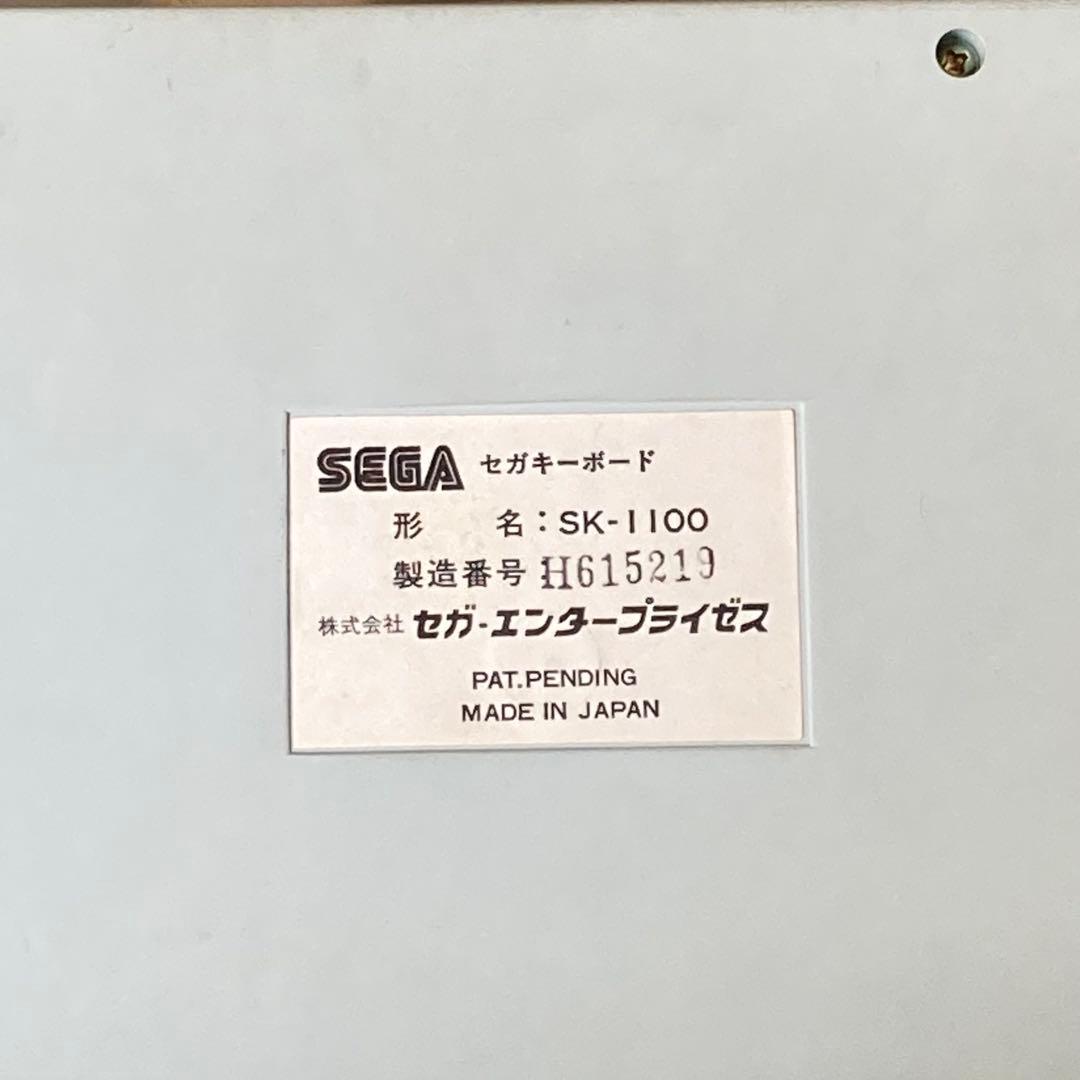 SEGA セガキーボード
形 名：SK-1100
製造番号 H615219
株式会社 セガ-エンタープライゼス
PAT.PENDING
MADE IN JAPAN